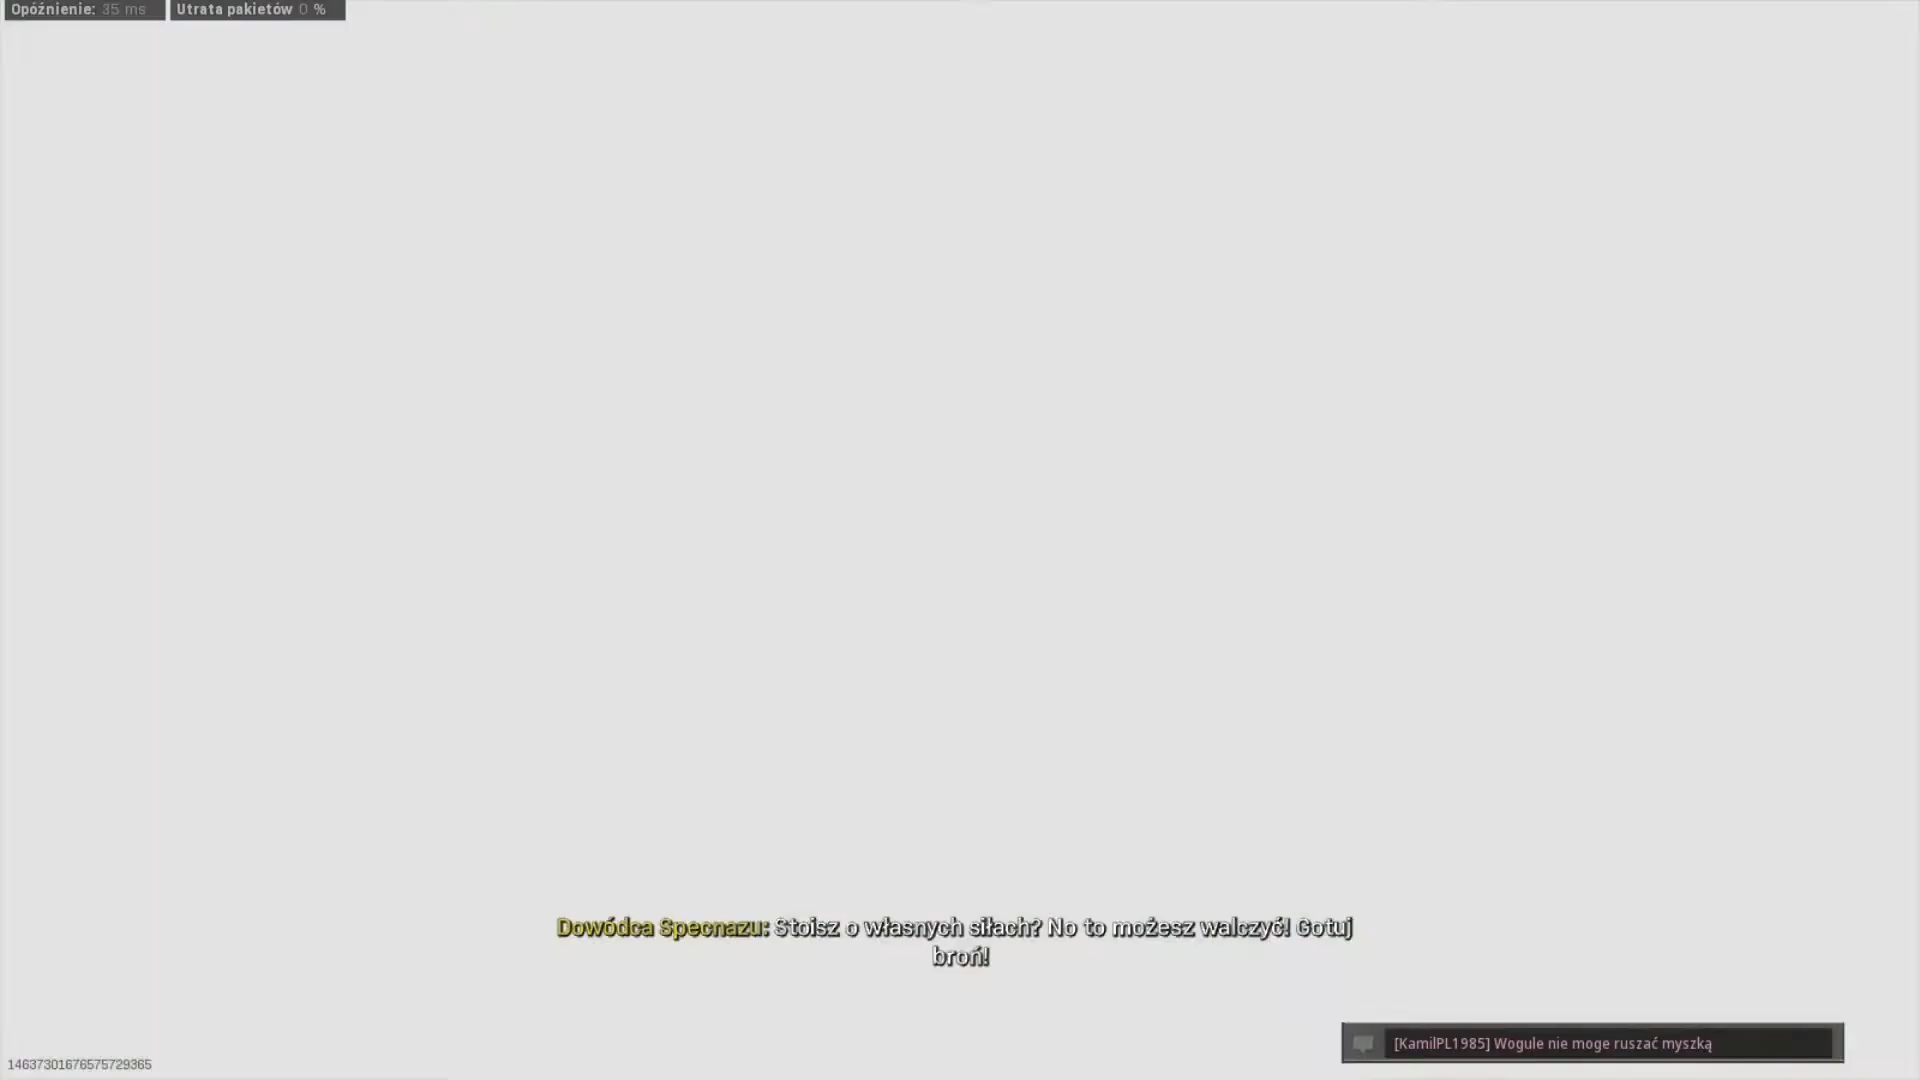 Opóźnienie: 35 ms Utrata pakietów 0 %
Dowódca Specnazu: Stoisz o własnych siłach? No to możesz walczyć! Gotuj
broń!
[KamilPL1985] Wogule nie moge ruszać myszką
14637301676575729365